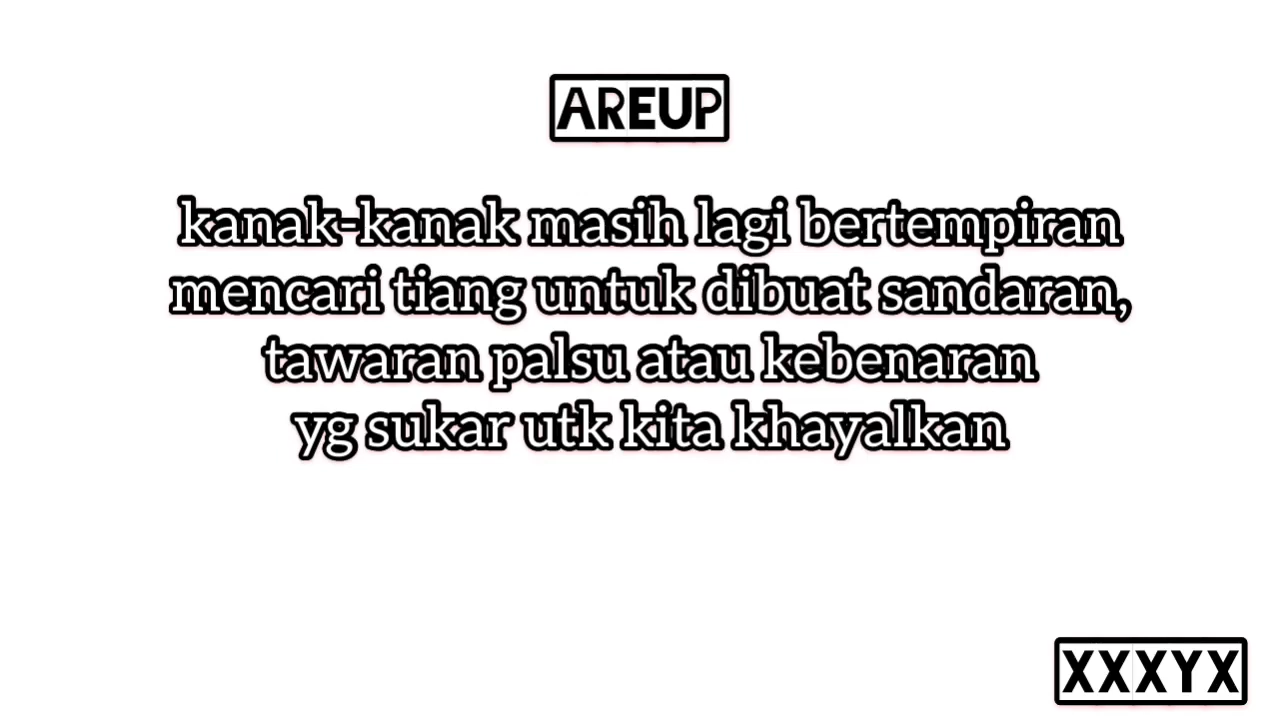 AREUP
kanak-kanak masih lagi bertempiran
mencari tiang untuk dibuat sandaran,
tawaran palsu atau kebenaran
yg sukar utk kita khayalkan
XXXYX